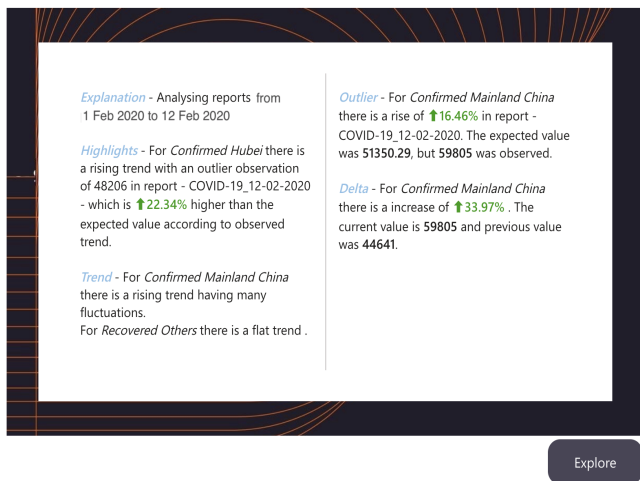 Explanation - Analysing reports from
1 Feb 2020 to 12 Feb 2020
Highlights - For Confirmed Hubei there is
a rising trend with an outlier observation
of 48206 in report - COVID-19_12-02-2020
- which is ⬆22.34% higher than the
expected value according to observed
trend.
Trend - For Confirmed Mainland China
there is a rising trend having many
fluctuations.
For Recovered Others there is a flat trend .
Outlier - For Confirmed Mainland China
there is a rise of ⬆16.46% in report -
COVID-19_12-02-2020. The expected value
was 51350.29, but 59805 was observed.
Delta - For Confirmed Mainland China
there is a increase of ⬆33.97% . The
current value is 59805 and previous value
was 44641.
Explore